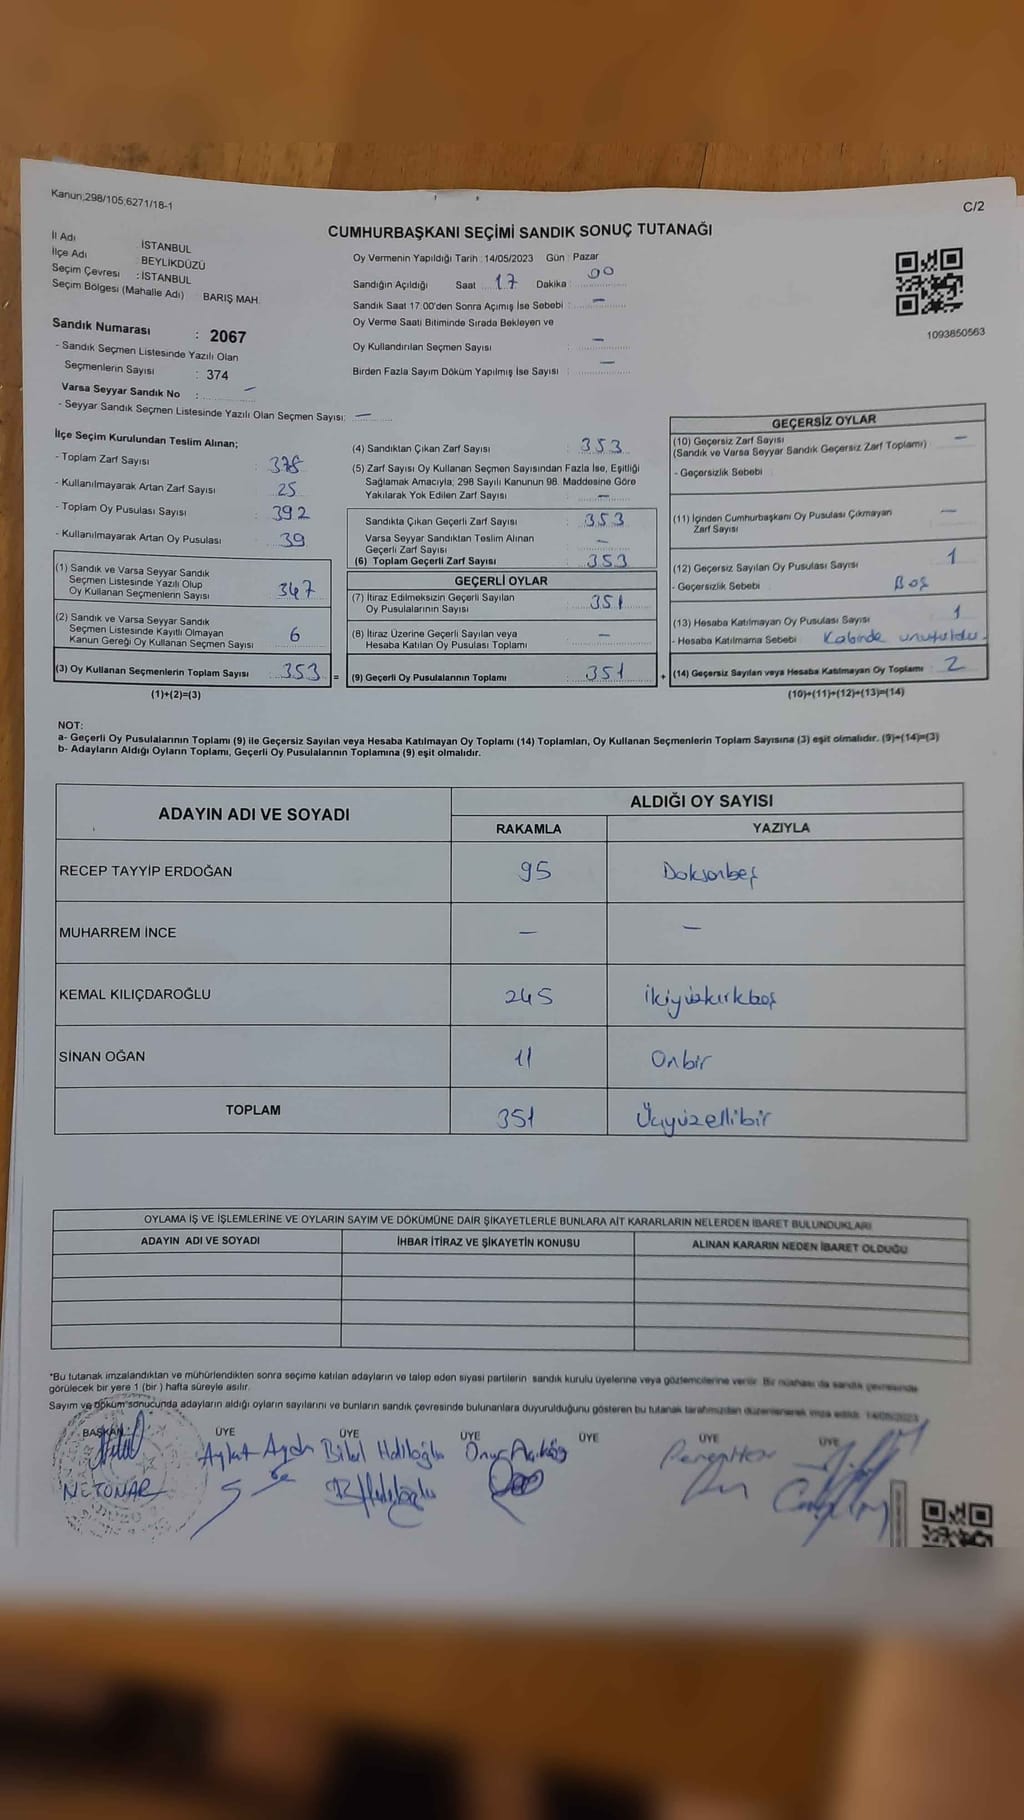 Kanun;298/105;6271/18-1
C/2
CUMHURBAŞKANI SEÇİMİ SANDIK SONUÇ TUTANAĞI
İl Adı : İSTANBUL
İlçe Adı : BEYLİKDÜZÜ
Seçim Çevresi : İSTANBUL
Seçim Bölgesi (Mahalle Adı) BARIŞ MAH.
Sandık Numarası : 2067
- Sandık Seçmen Listesinde Yazılı Olan
Seçmenlerin Sayısı : 374
Varsa Seyyar Sandık No : —
- Seyyar Sandık Seçmen Listesinde Yazılı Olan Seçmen Sayısı: —
Oy Vermenin Yapıldığı Tarih : 14/05/2023 Gün : Pazar
Sandığın Açıldığı Saat 17 Dakika 00
Sandık Saat 17:00'den Sonra Açılmış İse Sebebi : —
Oy Verme Saati Bitiminde Sırada Bekleyen ve
Oy Kullandırılan Seçmen Sayısı : —
Birden Fazla Sayım Döküm Yapılmış İse Sayısı : —
1093850563
İlçe Seçim Kurulundan Teslim Alınan;
- Toplam Zarf Sayısı : 378
- Kullanılmayarak Artan Zarf Sayısı : 25
- Toplam Oy Pusulası Sayısı : 392
- Kullanılmayarak Artan Oy Pusulası : 39
(1) Sandık ve Varsa Seyyar Sandık
Seçmen Listesinde Yazılı Olup
Oy Kullanan Seçmenlerin Sayısı : 347
(2) Sandık ve Varsa Seyyar Sandık
Seçmen Listesinde Kayıtlı Olmayan
Kanun Gereği Oy Kullanan Seçmen Sayısı : 6
(3) Oy Kullanan Seçmenlerin Toplam Sayısı : 353 =
(1)+(2)=(3)
(4) Sandıktan Çıkan Zarf Sayısı : 353
(5) Zarf Sayısı Oy Kullanan Seçmen Sayısından Fazla İse, Eşitliği
Sağlamak Amacıyla; 298 Sayılı Kanunun 98. Maddesine Göre
Yakılarak Yok Edilen Zarf Sayısı : —
Sandıkta Çıkan Geçerli Zarf Sayısı : 353
Varsa Seyyar Sandıktan Teslim Alınan
Geçerli Zarf Sayısı : —
(6) Toplam Geçerli Zarf Sayısı : 353
GEÇERLİ OYLAR
(7) İtiraz Edilmeksizin Geçerli Sayılan
Oy Pusulalarının Sayısı : 351
(8) İtiraz Üzerine Geçerli Sayılan veya
Hesaba Katılan Oy Pusulası Toplamı : —
(9) Geçerli Oy Pusulalarının Toplamı : 351 +
GEÇERSİZ OYLAR
(10) Geçersiz Zarf Sayısı : —
(Sandık ve Varsa Seyyar Sandık Geçersiz Zarf Toplamı)
- Geçersizlik Sebebi :
(11) İçinden Cumhurbaşkanı Oy Pusulası Çıkmayan
Zarf Sayısı : —
(12) Geçersiz Sayılan Oy Pusulası Sayısı : 1
- Geçersizlik Sebebi : Boş
(13) Hesaba Katılmayan Oy Pusulası Sayısı : 1
- Hesaba Katılmama Sebebi : Kabinde unutuldu.
(14) Geçersiz Sayılan veya Hesaba Katılmayan Oy Toplamı : 2
(10)+(11)+(12)+(13)=(14)
NOT:
a- Geçerli Oy Pusulalarının Toplamı (9) ile Geçersiz Sayılan veya Hesaba Katılmayan Oy Toplamı (14) Toplamları, Oy Kullanan Seçmenlerin Toplam Sayısına (3) eşit olmalıdır. (9)+(14)=(3)
b- Adayların Aldığı Oyların Toplamı, Geçerli Oy Pusulalarının Toplamına (9) eşit olmalıdır.
ADAYIN ADI VE SOYADI ALDIĞI OY SAYISI
RAKAMLA YAZIYLA
RECEP TAYYİP ERDOĞAN 95 Doksanbeş
MUHARREM İNCE — —
KEMAL KILIÇDAROĞLU 245 İkiyüzkırkbeş
SİNAN OĞAN 11 Onbir
TOPLAM 351 Üçyüzellibir
OYLAMA İŞ VE İŞLEMLERİNE VE OYLARIN SAYIM VE DÖKÜMÜNE DAİR ŞİKAYETLERLE BUNLARA AİT KARARLARIN NELERDEN İBARET BULUNDUKLARI
ADAYIN ADI VE SOYADI İHBAR İTİRAZ VE ŞİKAYETİN KONUSU ALINAN KARARIN NEDEN İBARET OLDUĞU
*Bu tutanak imzalandıktan ve mühürlendikten sonra seçime katılan adayların ve talep eden siyasi partilerin sandık kurulu üyelerine veya gözlemcilerine verilir. Bir nüshası da sandık çevresinde
görülecek bir yere 1 (bir ) hafta süreyle asılır.
Sayım ve döküm sonucunda adayların aldığı oyların sayılarını ve bunların sandık çevresinde bulunanlara duyurulduğunu gösteren bu tutanak tarafımızdan düzenlenerek imza edildi. 14/05/2023
BAŞKAN ÜYE ÜYE ÜYE ÜYE ÜYE ÜYE